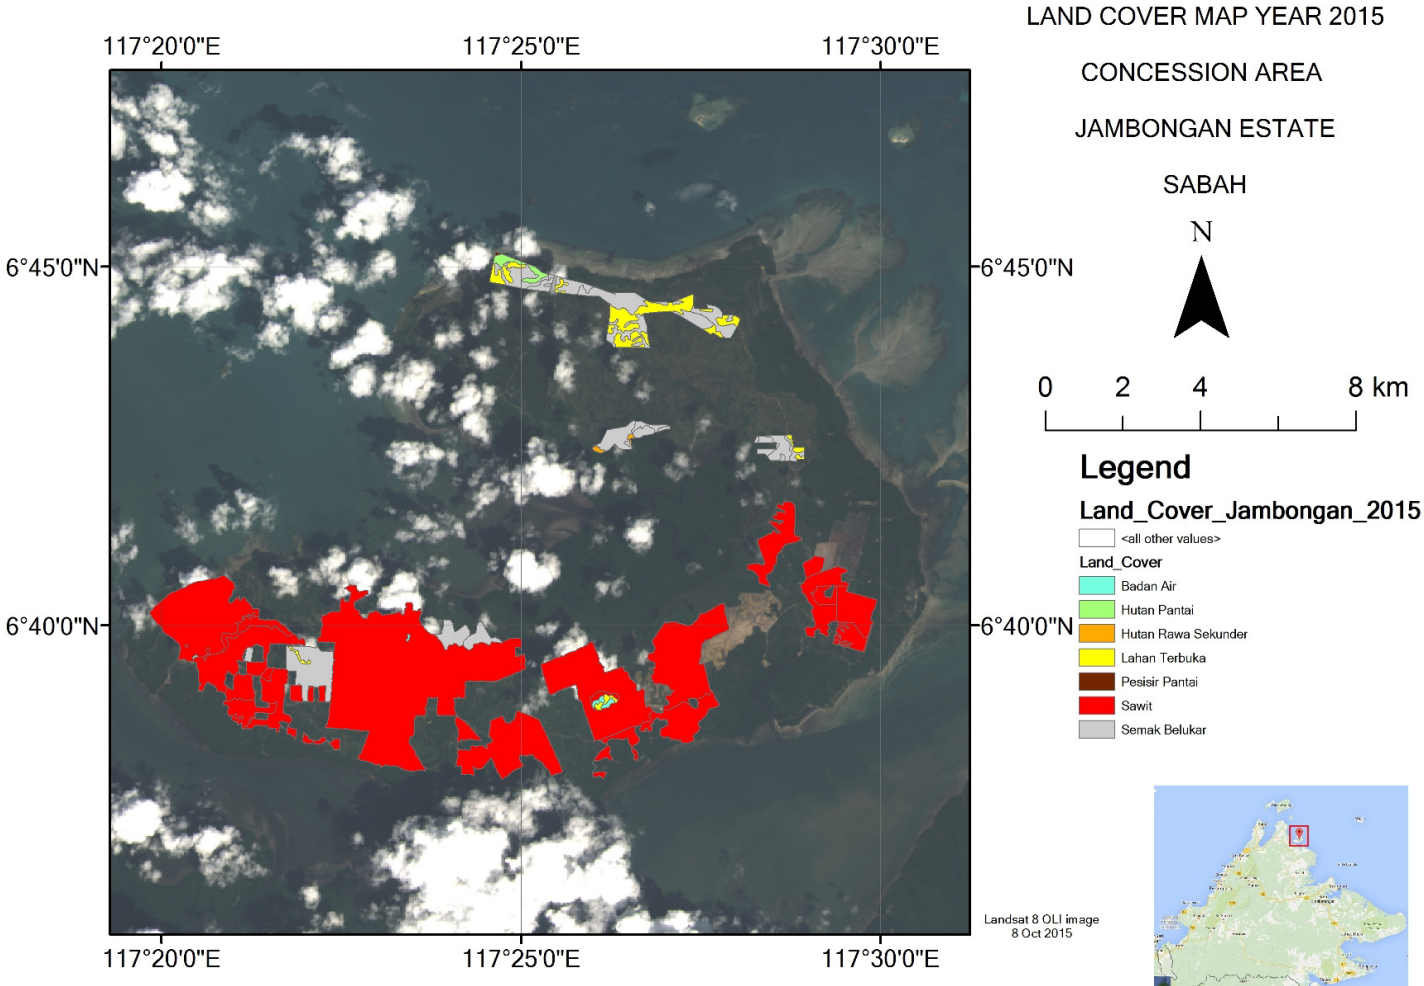 LAND COVER MAP YEAR 2015
CONCESSION AREA
JAMBONGAN ESTATE
SABAH
117°20'0"E 117°25'0"E 117°30'0"E
N
6°45'0"N 6°45'0"N
0 2 4 8 km
Legend
Land_Cover_Jambongan_2015
<all other values>
Land_Cover
Badan Air
Hutan Pantai
Hutan Rawa Sekunder
Lahan Terbuka
Pesisir Pantai
Sawit
Semak Belukar
6°40'0"N 6°40'0"N
Landsat 8 OLI image
8 Oct 2015
117°20'0"E 117°25'0"E 117°30'0"E